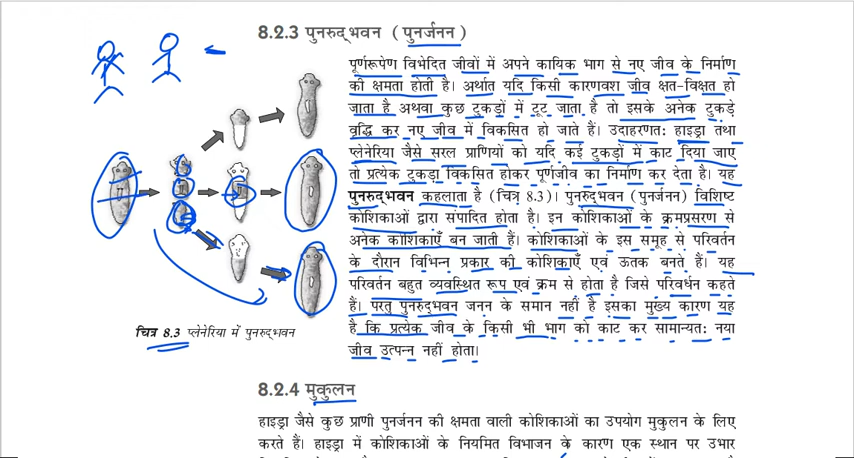 8.2.3 पुनरुद्भवन ( पुनर्जनन )
पूर्णरूपेण विभेदित जीवों में अपने कायिक भाग से नए जीव के निर्माण
की क्षमता होती है। अर्थात यदि किसी कारणवश जीव क्षत-विक्षत हो
जाता है अथवा कुछ टुकड़ों में टूट जाता है तो इसके अनेक टुकड़े
वृद्धि कर नए जीव में विकसित हो जाते हैं। उदाहरणतः हाइड्रा तथा
प्लेनेरिया जैसे सरल प्राणियों को यदि कई टुकड़ों में काट दिया जाए
तो प्रत्येक टुकड़ा विकसित होकर पूर्णजीव का निर्माण कर देता है। यह
पुनरुद्भवन कहलाता है (चित्र 8.3)। पुनरुद्भवन (पुनर्जनन) विशिष्ट
कोशिकाओं द्वारा संपादित होता है। इन कोशिकाओं के क्रमप्रसरण से
अनेक कोशिकाएँ बन जाती हैं। कोशिकाओं के इस समूह से परिवर्तन
के दौरान विभिन्न प्रकार की कोशिकाएँ एवं ऊतक बनते हैं। यह
परिवर्तन बहुत व्यवस्थित रूप एवं क्रम से होता है जिसे परिवर्धन कहते
हैं। परंतु पुनरुद्भवन जनन के समान नहीं है इसका मुख्य कारण यह
है कि प्रत्येक जीव के किसी भी भाग को काट कर सामान्यतः नया
जीव उत्पन्न नहीं होता।
चित्र 8.3 प्लेनेरिया में पुनरुद्भवन
8.2.4 मुकुलन
हाइड्रा जैसे कुछ प्राणी पुनर्जनन की क्षमता वाली कोशिकाओं का उपयोग मुकुलन के लिए
करते हैं। हाइड्रा में कोशिकाओं के नियमित विभाजन के कारण एक स्थान पर उभार